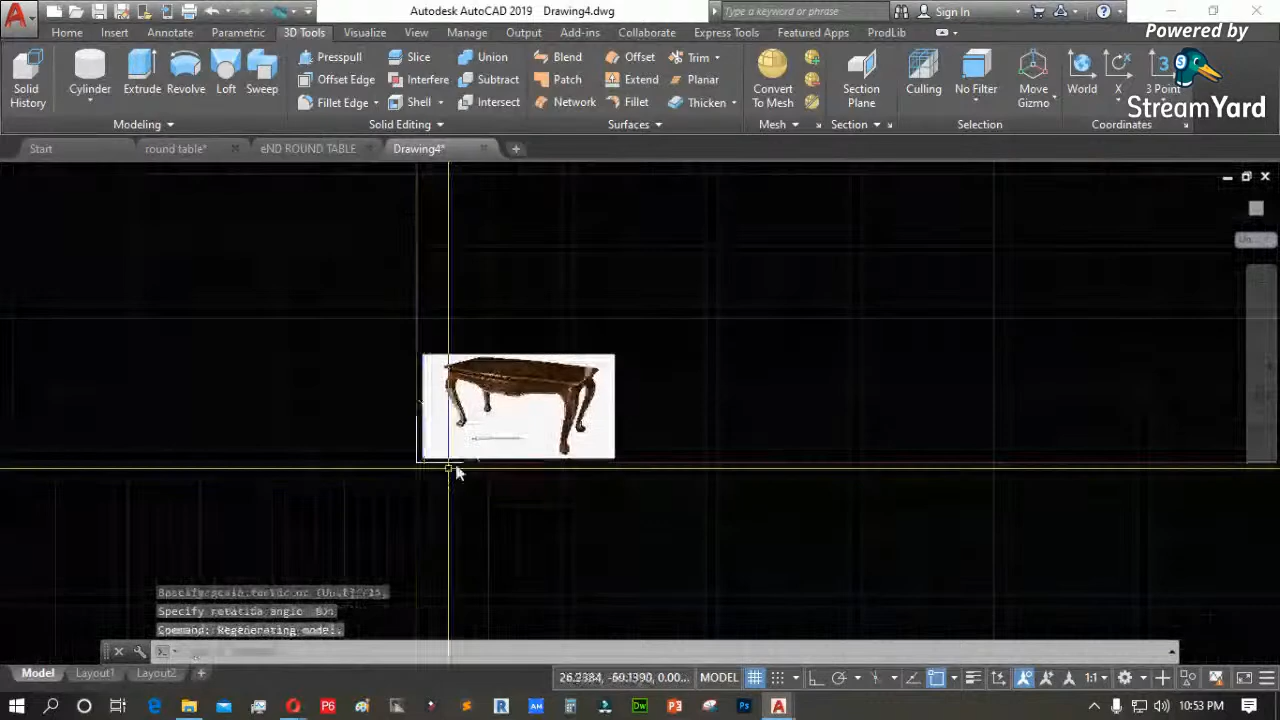 Autodesk AutoCAD 2019 Drawing4.dwg
Type a keyword or phrase
Sign In
Powered by
StreamYard
Home Insert Annotate Parametric 3D Tools Visualize View Manage Output Add-ins Collaborate Express Tools Featured Apps ProdLib
Solid History
Cylinder
Extrude
Revolve
Loft
Sweep
Presspull
Offset Edge
Fillet Edge
Slice
Interfere
Shell
Union
Subtract
Intersect
Blend
Patch
Network
Offset
Extend
Fillet
Trim
Planar
Thicken
Convert To Mesh
Section Plane
Culling
No Filter
Move Gizmo
World
X
3 Point
Modeling
Solid Editing
Surfaces
Mesh
Section
Selection
Coordinates
Start
round table*
eND ROUND TABLE
Drawing4*
Specify rotation angle
Command: Regenerating model.
Model Layout1 Layout2
MODEL
1:1
10:53 PM